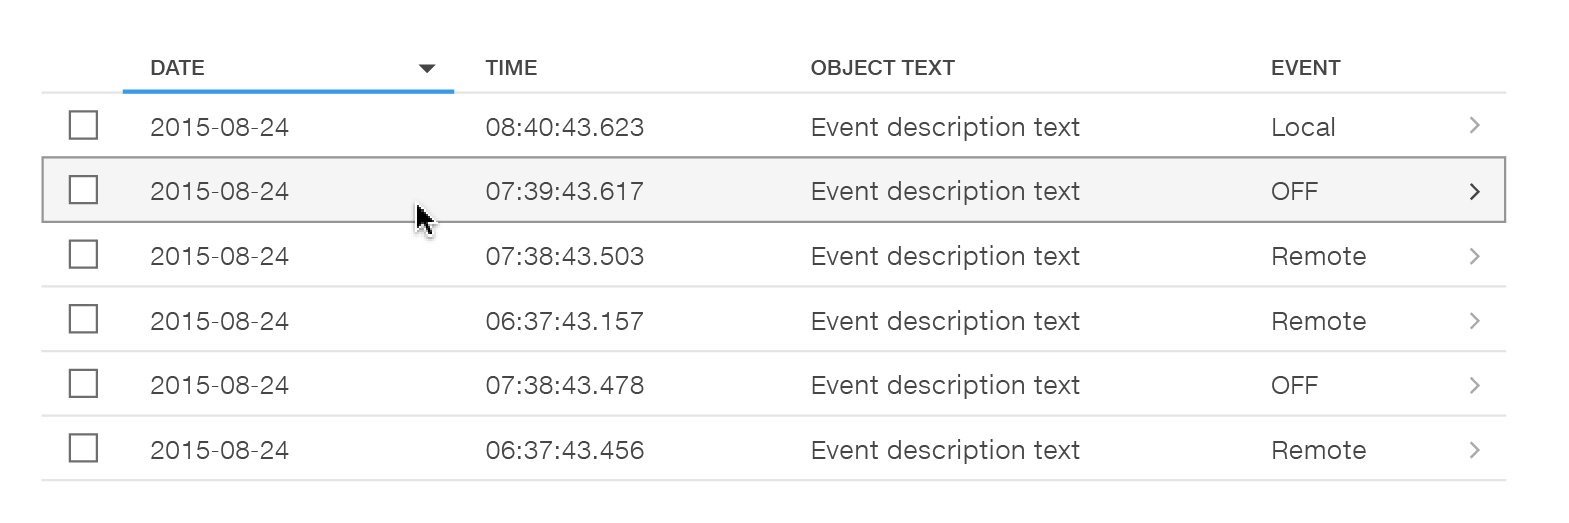 DATE TIME OBJECT TEXT EVENT
2015-08-24 08:40:43.623 Event description text Local
2015-08-24 07:39:43.617 Event description text OFF
2015-08-24 07:38:43.503 Event description text Remote
2015-08-24 06:37:43.157 Event description text Remote
2015-08-24 07:38:43.478 Event description text OFF
2015-08-24 06:37:43.456 Event description text Remote